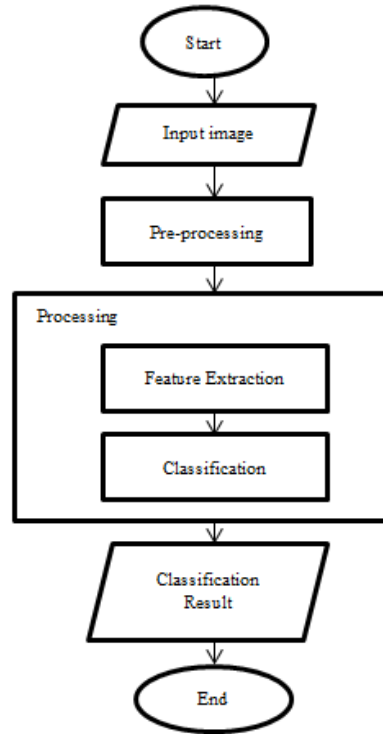 Start
Input image
Pre-processing
Processing
Feature Extraction
Classification
Classification
Result
End